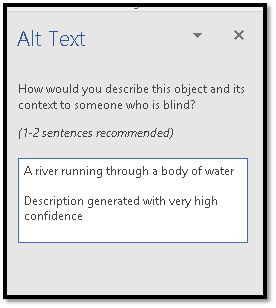 Alt Text
How would you describe this object and its
context to someone who is blind?
(1-2 sentences recommended)
A river running through a body of water
Description generated with very high
confidence